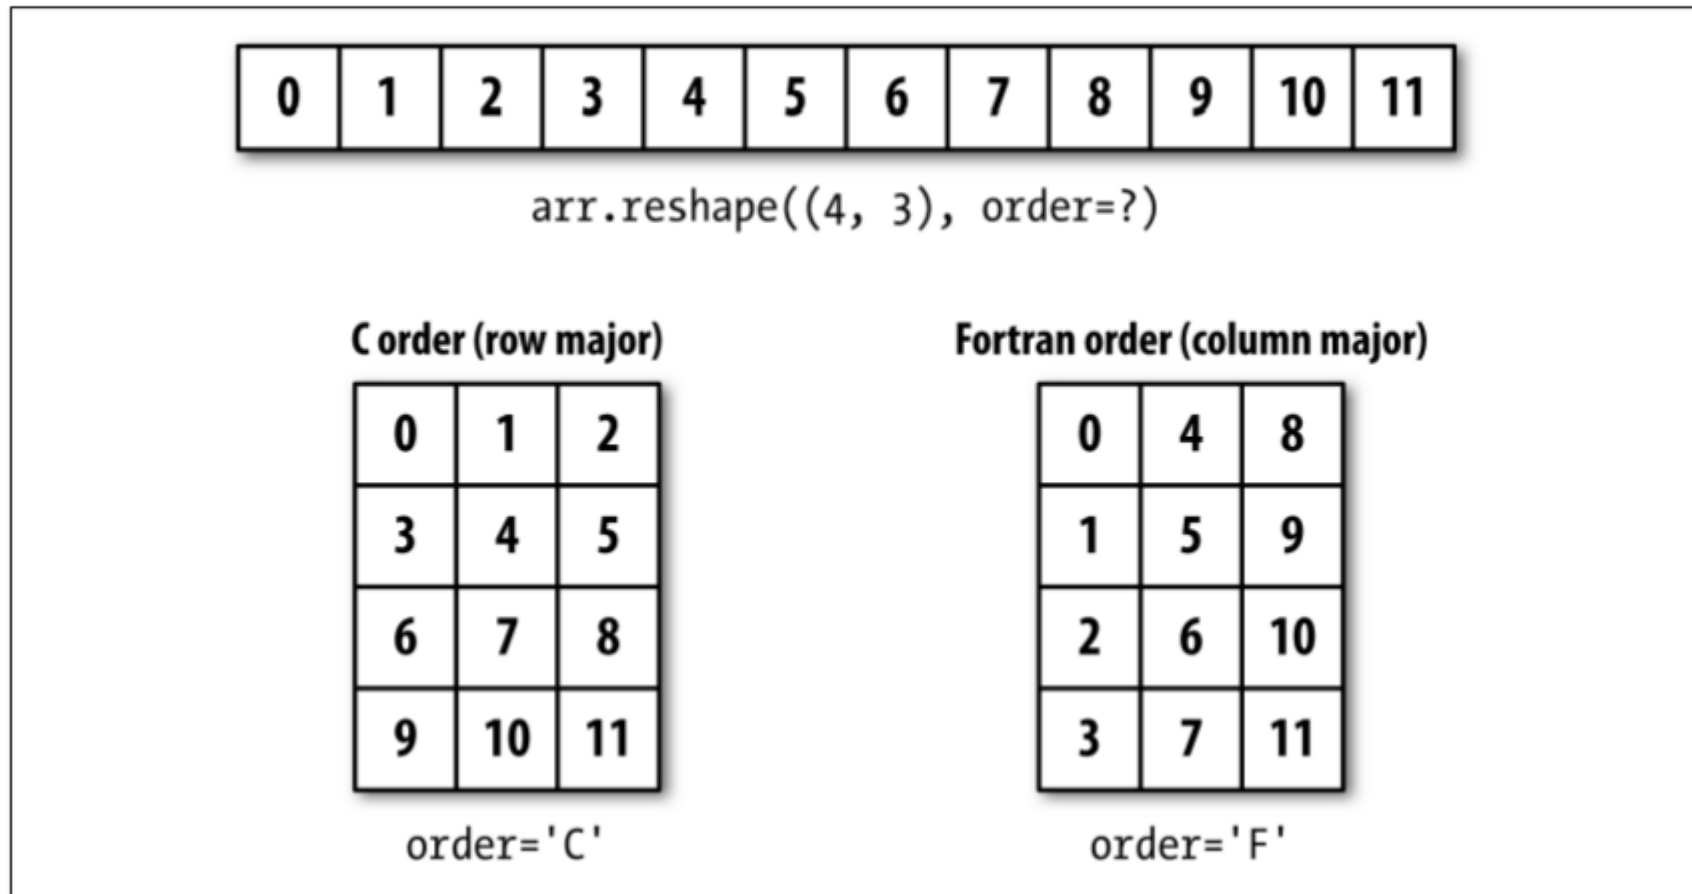 0 1 2 3 4 5 6 7 8 9 10 11
arr.reshape((4, 3), order=?)
C order (row major)
0 1 2
3 4 5
6 7 8
9 10 11
order='C'
Fortran order (column major)
0 4 8
1 5 9
2 6 10
3 7 11
order='F'